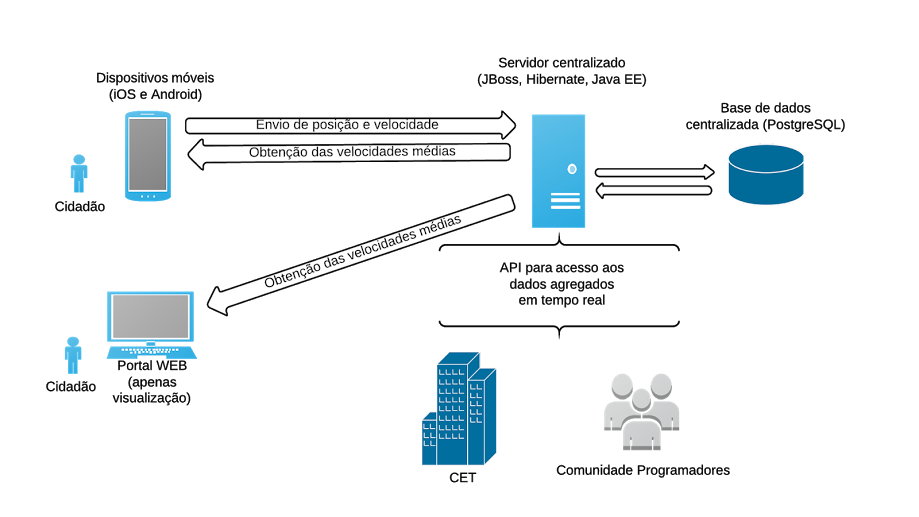 Servidor centralizado
(JBoss, Hibernate, Java EE)
Dispositivos móveis
(iOS e Android)
Base de dados
centralizada (PostgreSQL)
Envio de posição e velocidade
Obtenção das velocidades médias
Cidadão
Obtenção das velocidades médias
API para acesso aos
dados agregados
em tempo real
Portal WEB
(apenas
visualização)
Cidadão
CET
Comunidade Programadores